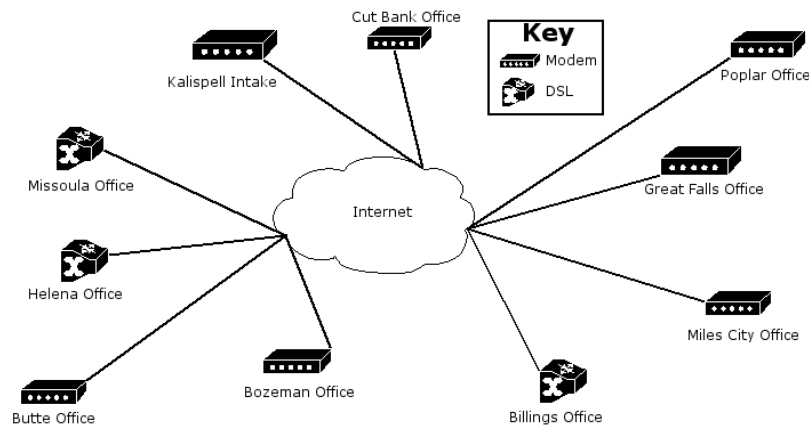 Cut Bank Office
Key
Modem
DSL
Kalispell Intake
Poplar Office
Missoula Office
Great Falls Office
Internet
Helena Office
Miles City Office
Bozeman Office
Butte Office
Billings Office